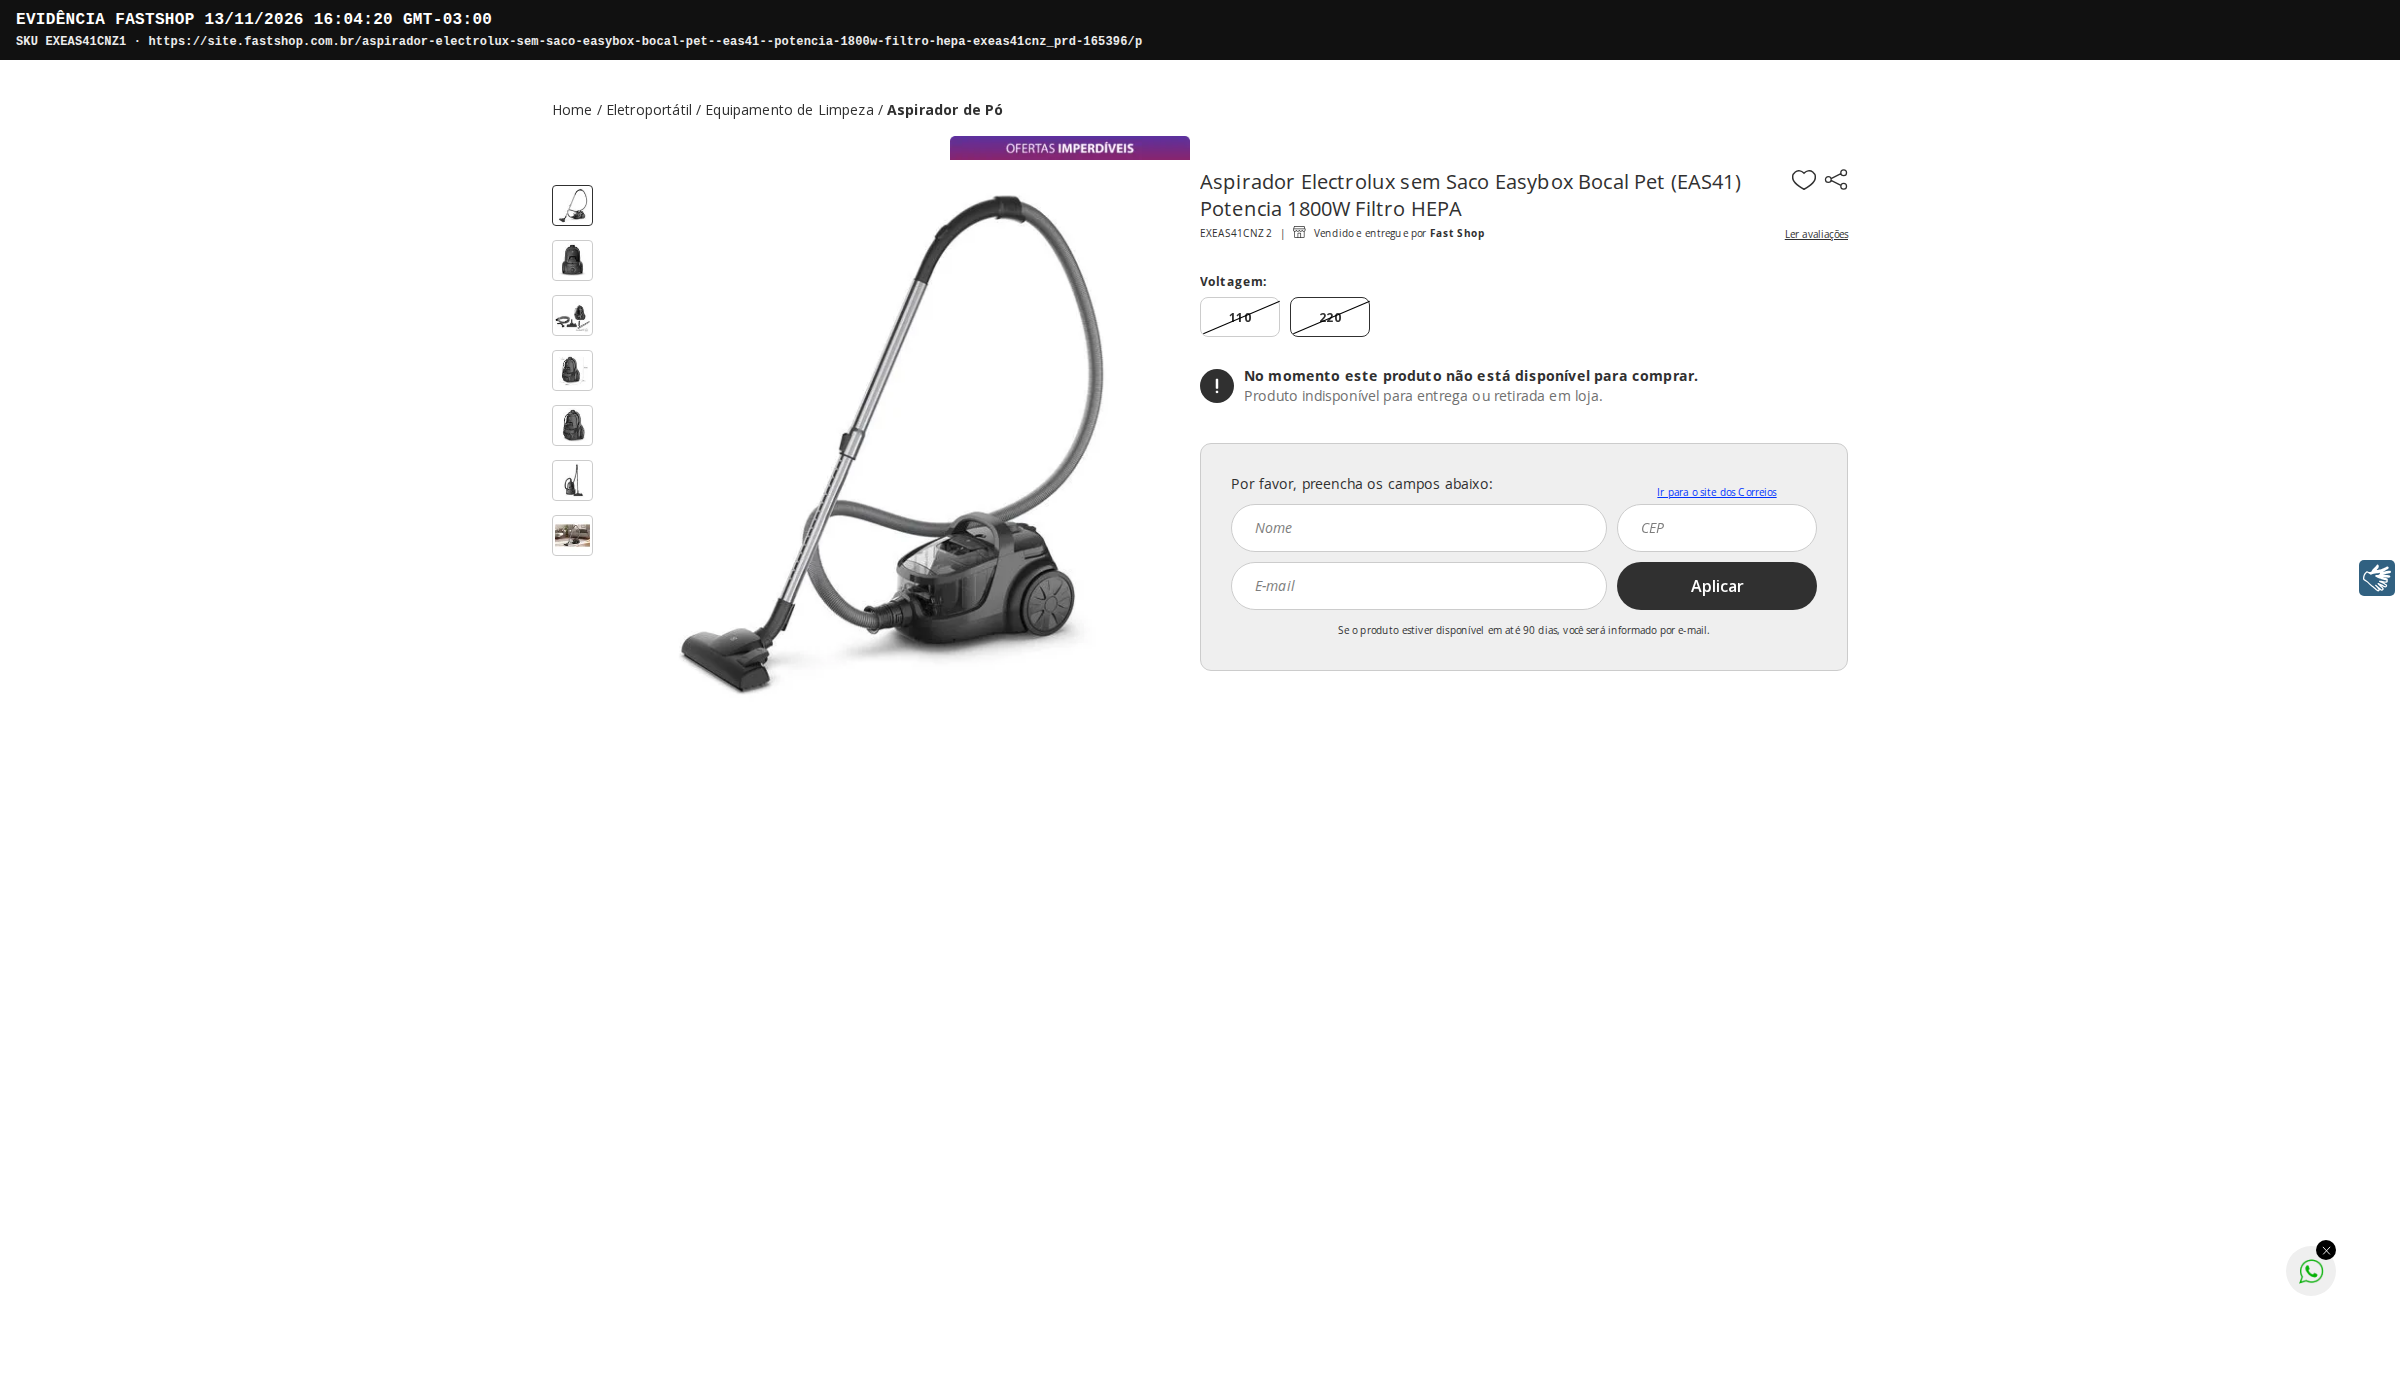 EVIDÊNCIA FASTSHOP 13/11/2026 16:04:20 GMT-03:00
SKU EXEAS41CNZ1 · https://site.fastshop.com.br/aspirador-electrolux-sem-saco-easybox-bocal-pet--eas41--potencia-1800w-filtro-hepa-exeas41cnz_prd-165396/p
Home / Eletroportátil / Equipamento de Limpeza / Aspirador de Pó
OFERTAS IMPERDÍVEIS
Aspirador Electrolux sem Saco Easybox Bocal Pet (EAS41)
Potencia 1800W Filtro HEPA
EXEAS41CNZ2 | Vendido e entregue por Fast Shop
Ler avaliações
Voltagem:
110
220
No momento este produto não está disponível para comprar.
Produto indisponível para entrega ou retirada em loja.
Por favor, preencha os campos abaixo:
Ir para o site dos Correios
Nome
CEP
E-mail
Aplicar
Se o produto estiver disponível em até 90 dias, você será informado por e-mail.